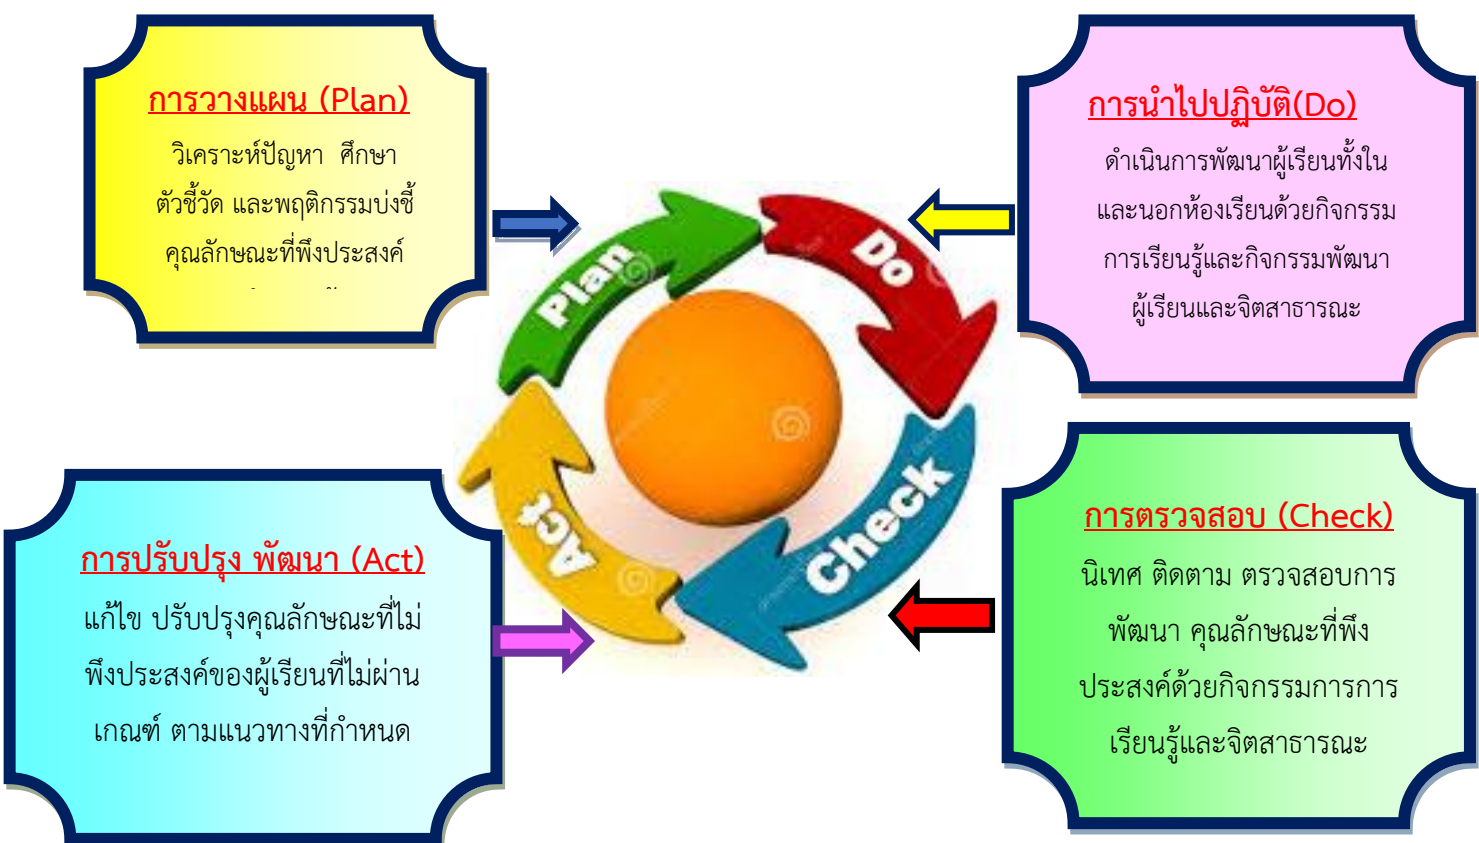 การวางแผน (Plan)
วิเคราะห์ปัญหา ศึกษา
ตัวชี้วัด และพฤติกรรมบ่งชี้
คุณลักษณะที่พึงประสงค์
การนำไปปฏิบัติ(Do)
ดำเนินการพัฒนาผู้เรียนทั้งใน
และนอกห้องเรียนด้วยกิจกรรม
การเรียนรู้และกิจกรรมพัฒนา
ผู้เรียนและจิตสาธารณะ
Plan
Do
Check
Act
การปรับปรุง พัฒนา (Act)
แก้ไข ปรับปรุงคุณลักษณะที่ไม่
พึงประสงค์ของผู้เรียนที่ไม่ผ่าน
เกณฑ์ ตามแนวทางที่กำหนด
การตรวจสอบ (Check)
นิเทศ ติดตาม ตรวจสอบการ
พัฒนา คุณลักษณะที่พึง
ประสงค์ด้วยกิจกรรมการการ
เรียนรู้และจิตสาธารณะ